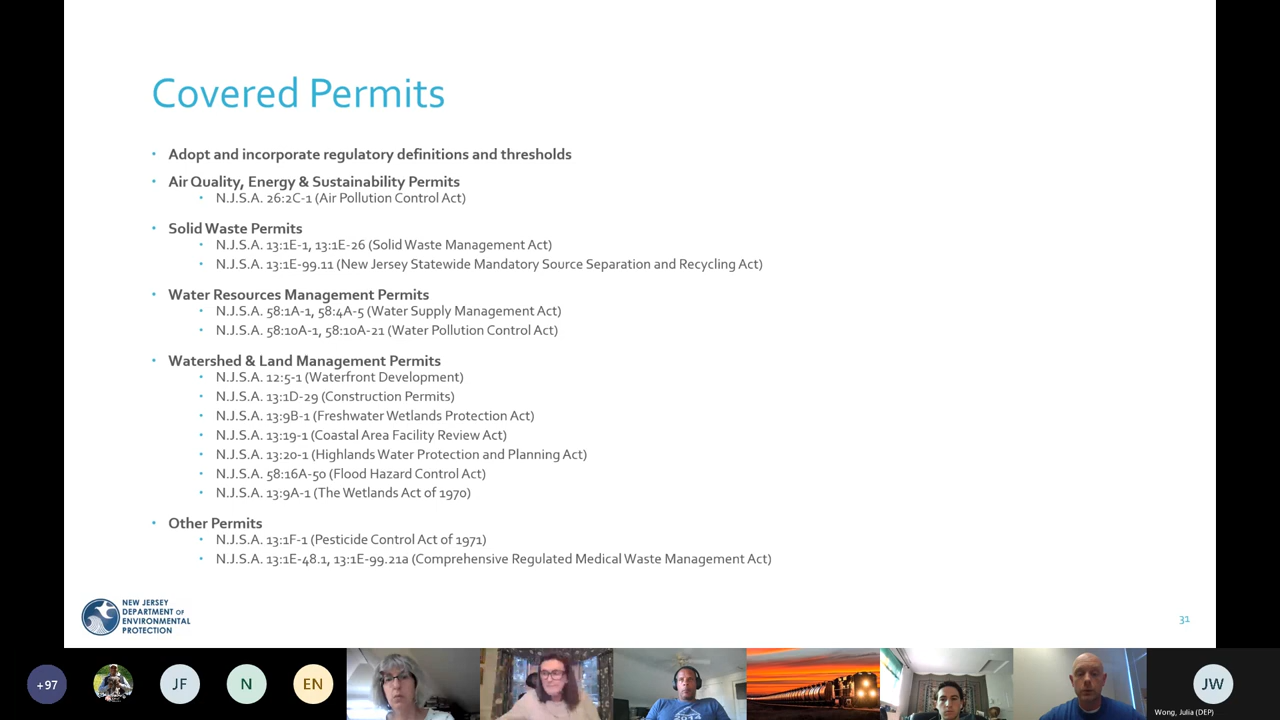 Covered Permits
• Adopt and incorporate regulatory definitions and thresholds
• Air Quality, Energy & Sustainability Permits
• N.J.S.A. 26:2C-1 (Air Pollution Control Act)
• Solid Waste Permits
• N.J.S.A. 13:1E-1, 13:1E-26 (Solid Waste Management Act)
• N.J.S.A. 13:1E-99.11 (New Jersey Statewide Mandatory Source Separation and Recycling Act)
• Water Resources Management Permits
• N.J.S.A. 58:1A-1, 58:4A-5 (Water Supply Management Act)
• N.J.S.A. 58:10A-1, 58:10A-21 (Water Pollution Control Act)
• Watershed & Land Management Permits
• N.J.S.A. 12:5-1 (Waterfront Development)
• N.J.S.A. 13:1D-29 (Construction Permits)
• N.J.S.A. 13:9B-1 (Freshwater Wetlands Protection Act)
• N.J.S.A. 13:19-1 (Coastal Area Facility Review Act)
• N.J.S.A. 13:20-1 (Highlands Water Protection and Planning Act)
• N.J.S.A. 58:16A-50 (Flood Hazard Control Act)
• N.J.S.A. 13:9A-1 (The Wetlands Act of 1970)
• Other Permits
• N.J.S.A. 13:1F-1 (Pesticide Control Act of 1971)
• N.J.S.A. 13:1E-48.1, 13:1E-99.21a (Comprehensive Regulated Medical Waste Management Act)
NEW JERSEY
DEPARTMENT OF
ENVIRONMENTAL
PROTECTION
31
+97
JF
N
EN
JW
Wong, Julia (DEP)